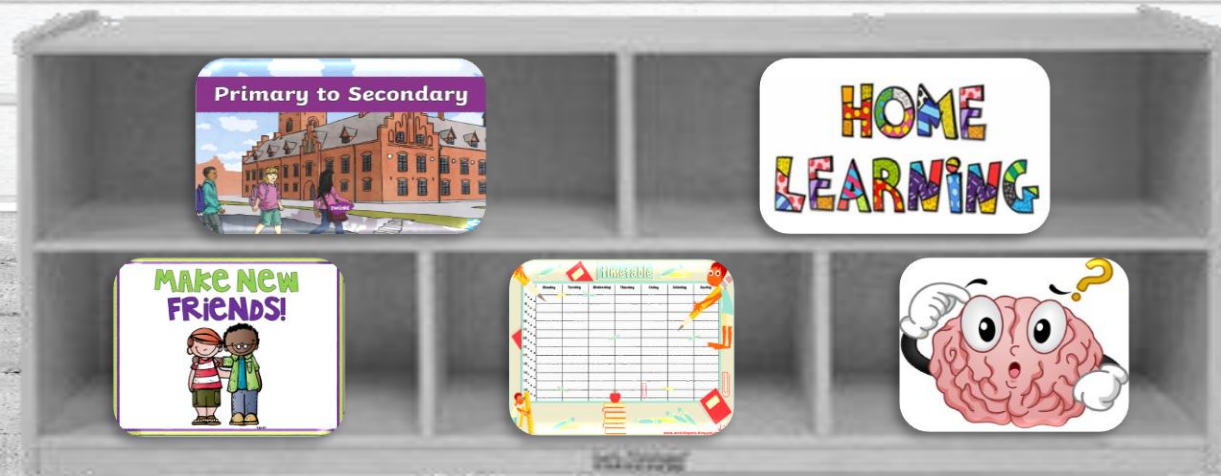 Primary to Secondary
HOME
LEARNING
MAKE NEW
FRIENDS!
Timetable
Monday Tuesday Wednesday Thursday Friday Saturday Sunday